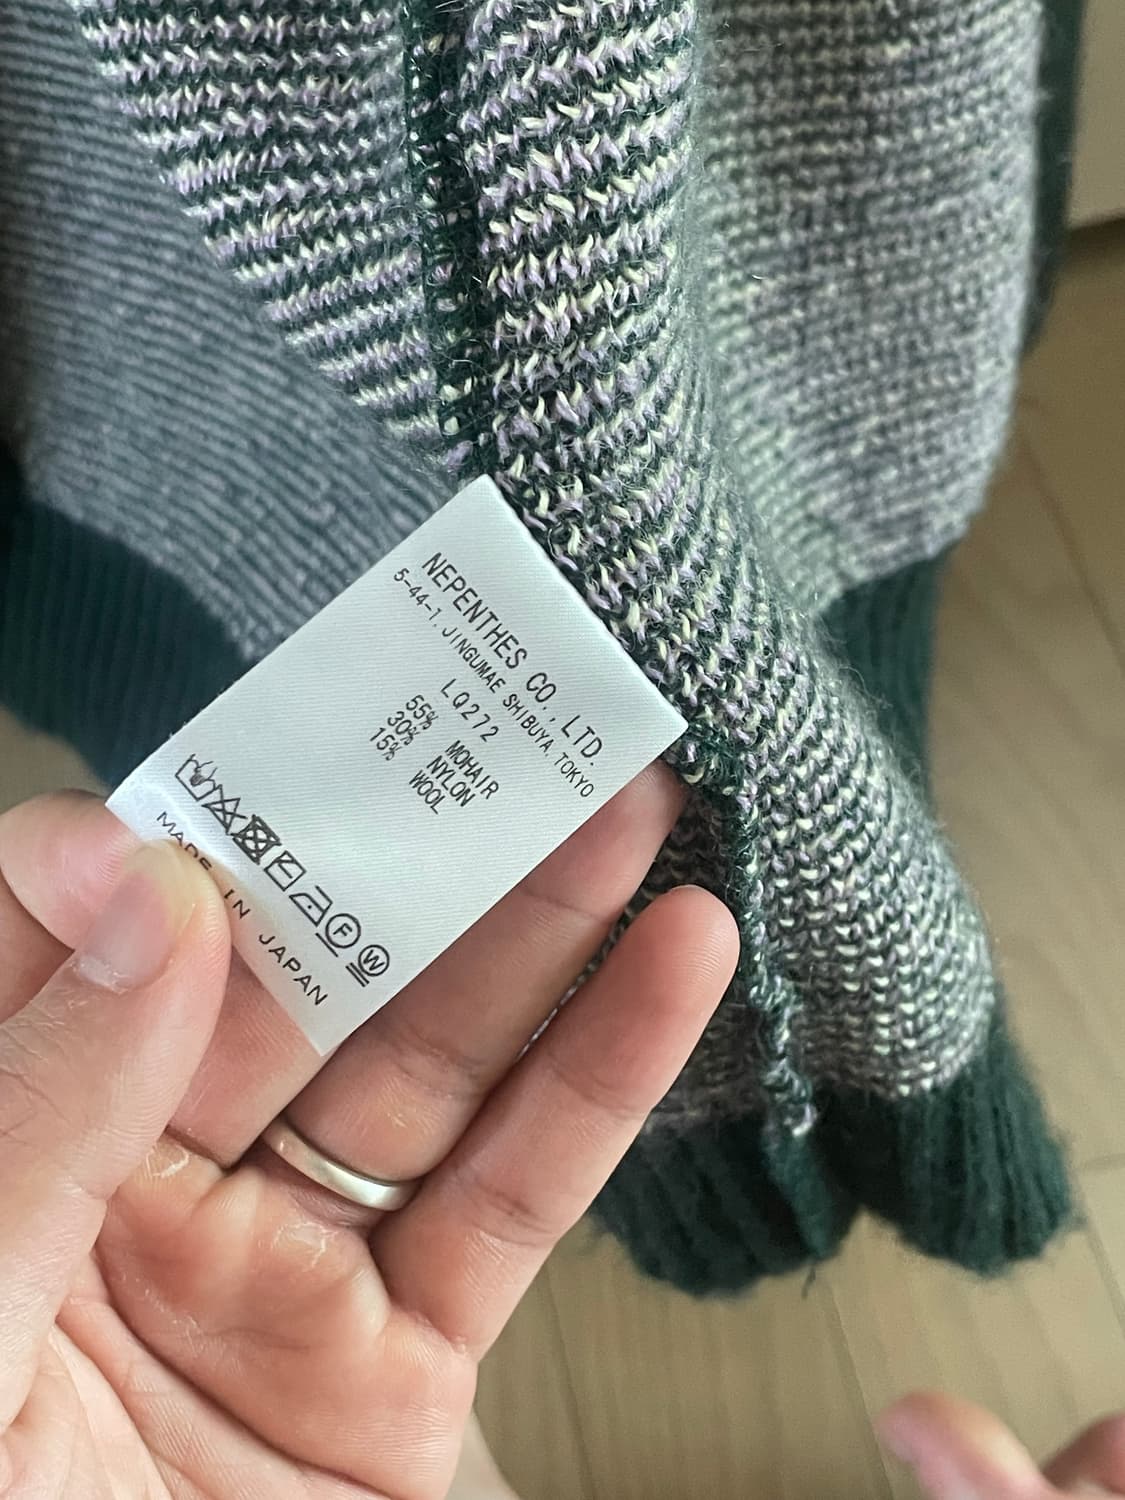 NEPENTHES CO., LTD.
5-44-1, JINGUMAE SHIBUYA, TOKYO
LQ272
55% MOHAIR
30% NYLON
15% WOOL
F W
MADE IN JAPAN